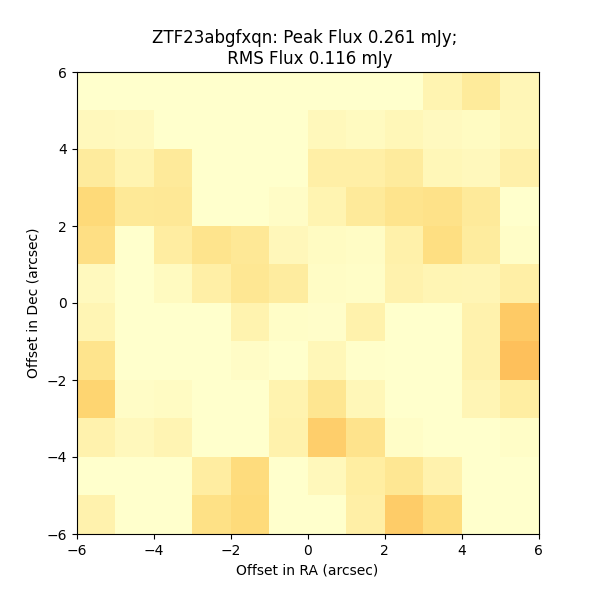 ZTF23abgfxqn: Peak Flux 0.261 mJy;
RMS Flux 0.116 mJy
6
4
2
0
−2
−4
−6
Offset in Dec (arcsec)
−6 −4 −2 0 2 4 6
Offset in RA (arcsec)